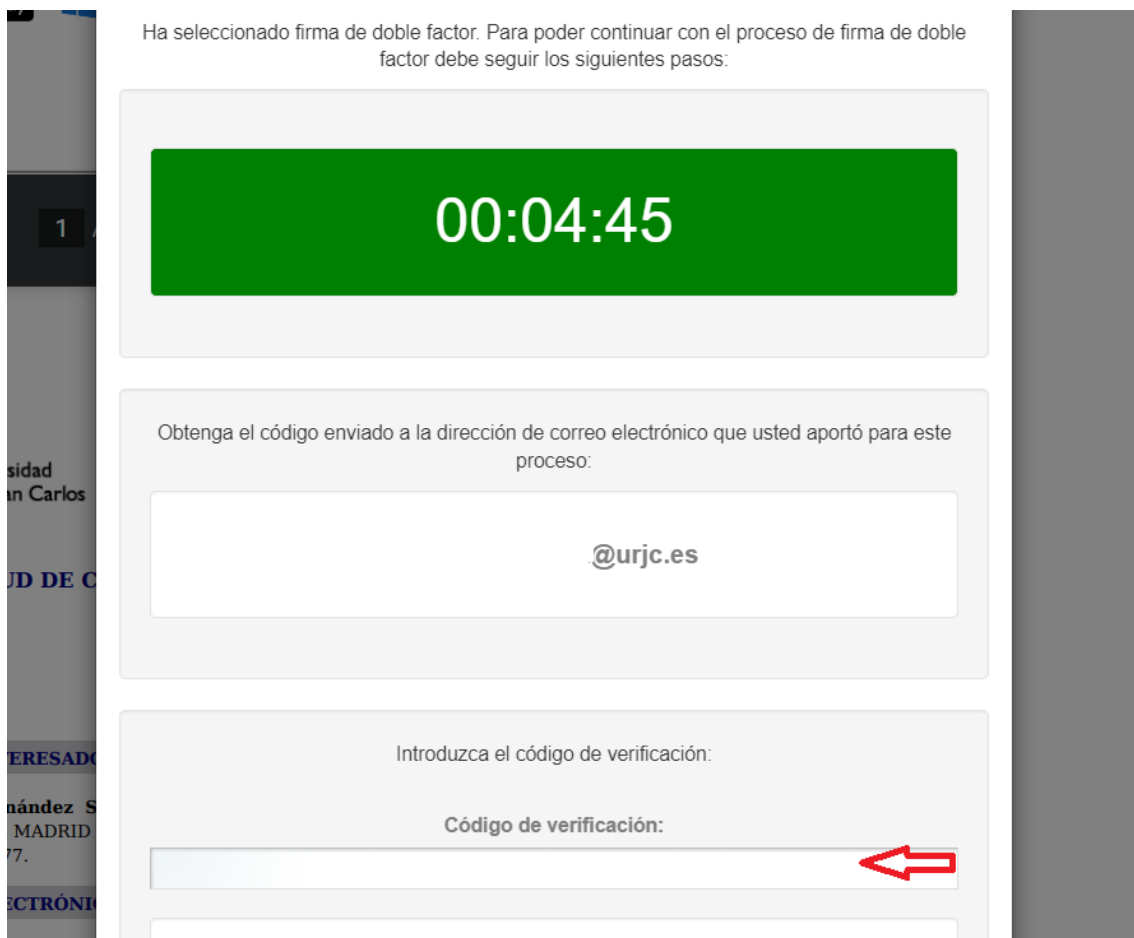 Ha seleccionado firma de doble factor. Para poder continuar con el proceso de firma de doble
factor debe seguir los siguientes pasos:
00:04:45
1
Obtenga el código enviado a la dirección de correo electrónico que usted aportó para este
proceso:
sidad
an Carlos
@urjc.es
UD DE C
Introduzca el código de verificación:
TERESADO
nández S
MADRID
77.
Código de verificación:
ECTRÓNI